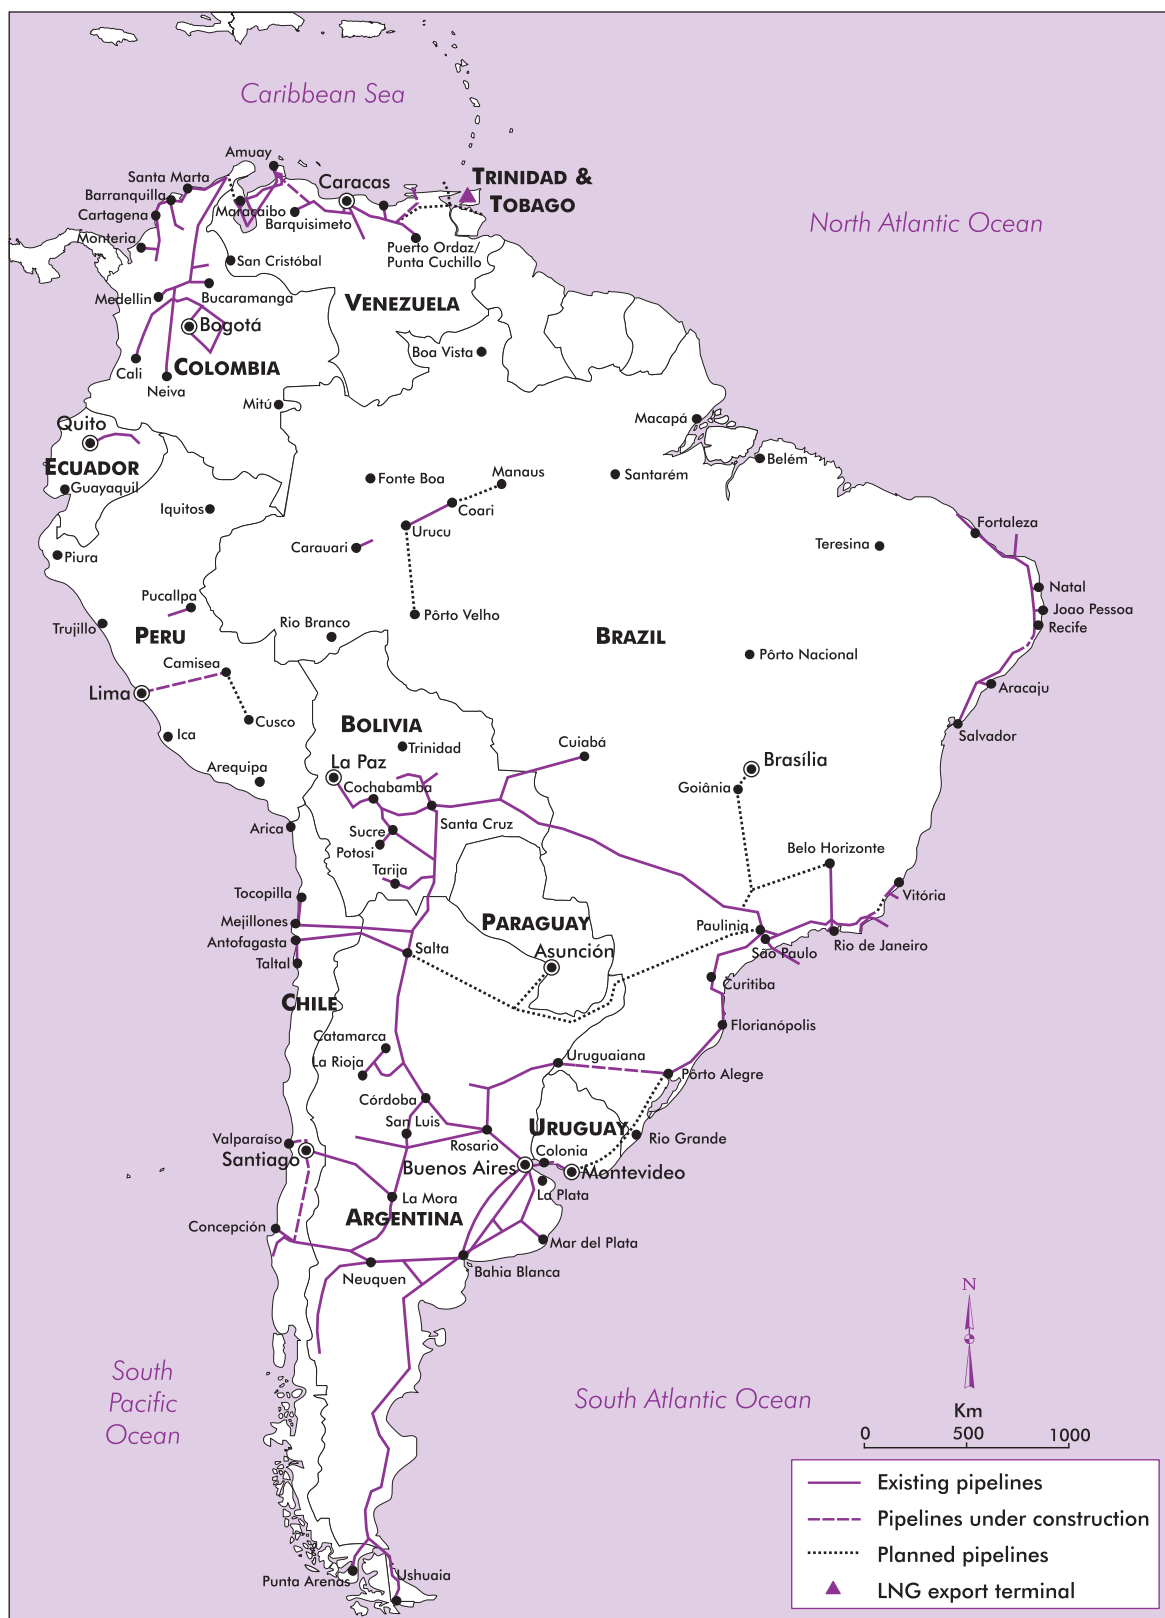 Caribbean Sea
Amuay
Santa Marta
Caracas
TRINIDAD &
TOBAGO
Barranquilla
Maracaibo
Cartagena
Barquisimeto
North Atlantic Ocean
Monteria
Puerto Ordaz/
Punta Cuchillo
San Cristóbal
Medellin
Bucaramanga
VENEZUELA
Bogotá
Boa Vista
Cali
COLOMBIA
Neiva
Mitú
Macapá
Quito
Belém
ECUADOR
Manaus
Santarém
Fonte Boa
Guayaquil
Iquitos
Coari
Fortaleza
Urucu
Carauari
Teresina
Piura
Natal
Pucallpa
Joao Pessoa
Pôrto Velho
Rio Branco
Trujillo
PERU
BRAZIL
Recife
Camisea
Pôrto Nacional
Lima
Aracaju
Cusco
BOLIVIA
Ica
Salvador
Trinidad
Cuiabá
Arequipa
La Paz
Brasília
Cochabamba
Goiânia
Arica
Sucre
Santa Cruz
Potosi
Belo Horizonte
Tarija
Tocopilla
Vitória
Mejillones
PARAGUAY
Paulinia
Antofagasta
Salta
Rio de Janeiro
Asunción
São Paulo
Taltal
Curitiba
CHILE
Florianópolis
Catamarca
La Rioja
Uruguaiana
Pôrto Alegre
Córdoba
San Luis
URUGUAY
Valparaíso
Rosario
Rio Grande
Santiago
Colonia
Buenos Aires
Montevideo
La Plata
La Mora
Concepción
ARGENTINA
Mar del Plata
Neuquen
Bahia Blanca
N
South
Pacific
Ocean
South Atlantic Ocean
Km
0 500 1000
Existing pipelines
Pipelines under construction
Planned pipelines
LNG export terminal
Punta Arenas
Ushuaia